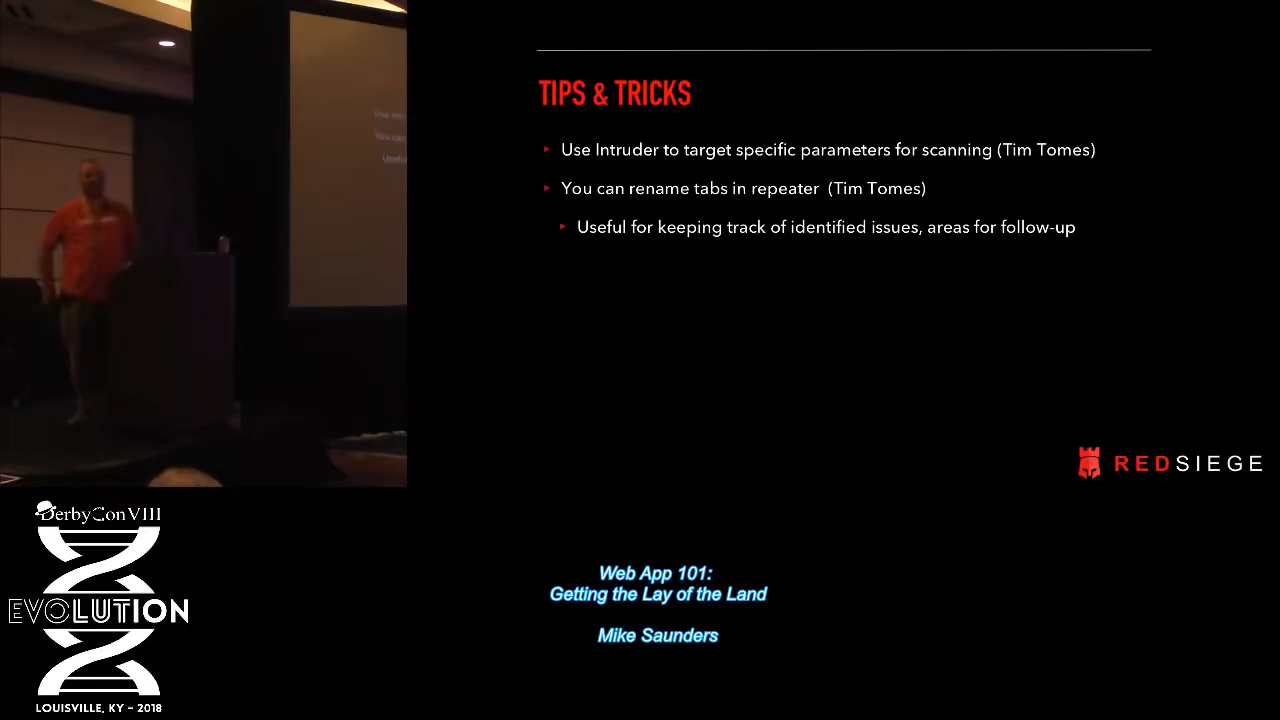 TIPS & TRICKS
Use Intruder to target specific parameters for scanning (Tim Tomes)
You can rename tabs in repeater (Tim Tomes)
Useful for keeping track of identified issues, areas for follow-up
REDSIEGE
DerbyCon VIII
EVOLUTION
LOUISVILLE, KY - 2018
Web App 101:
Getting the Lay of the Land
Mike Saunders